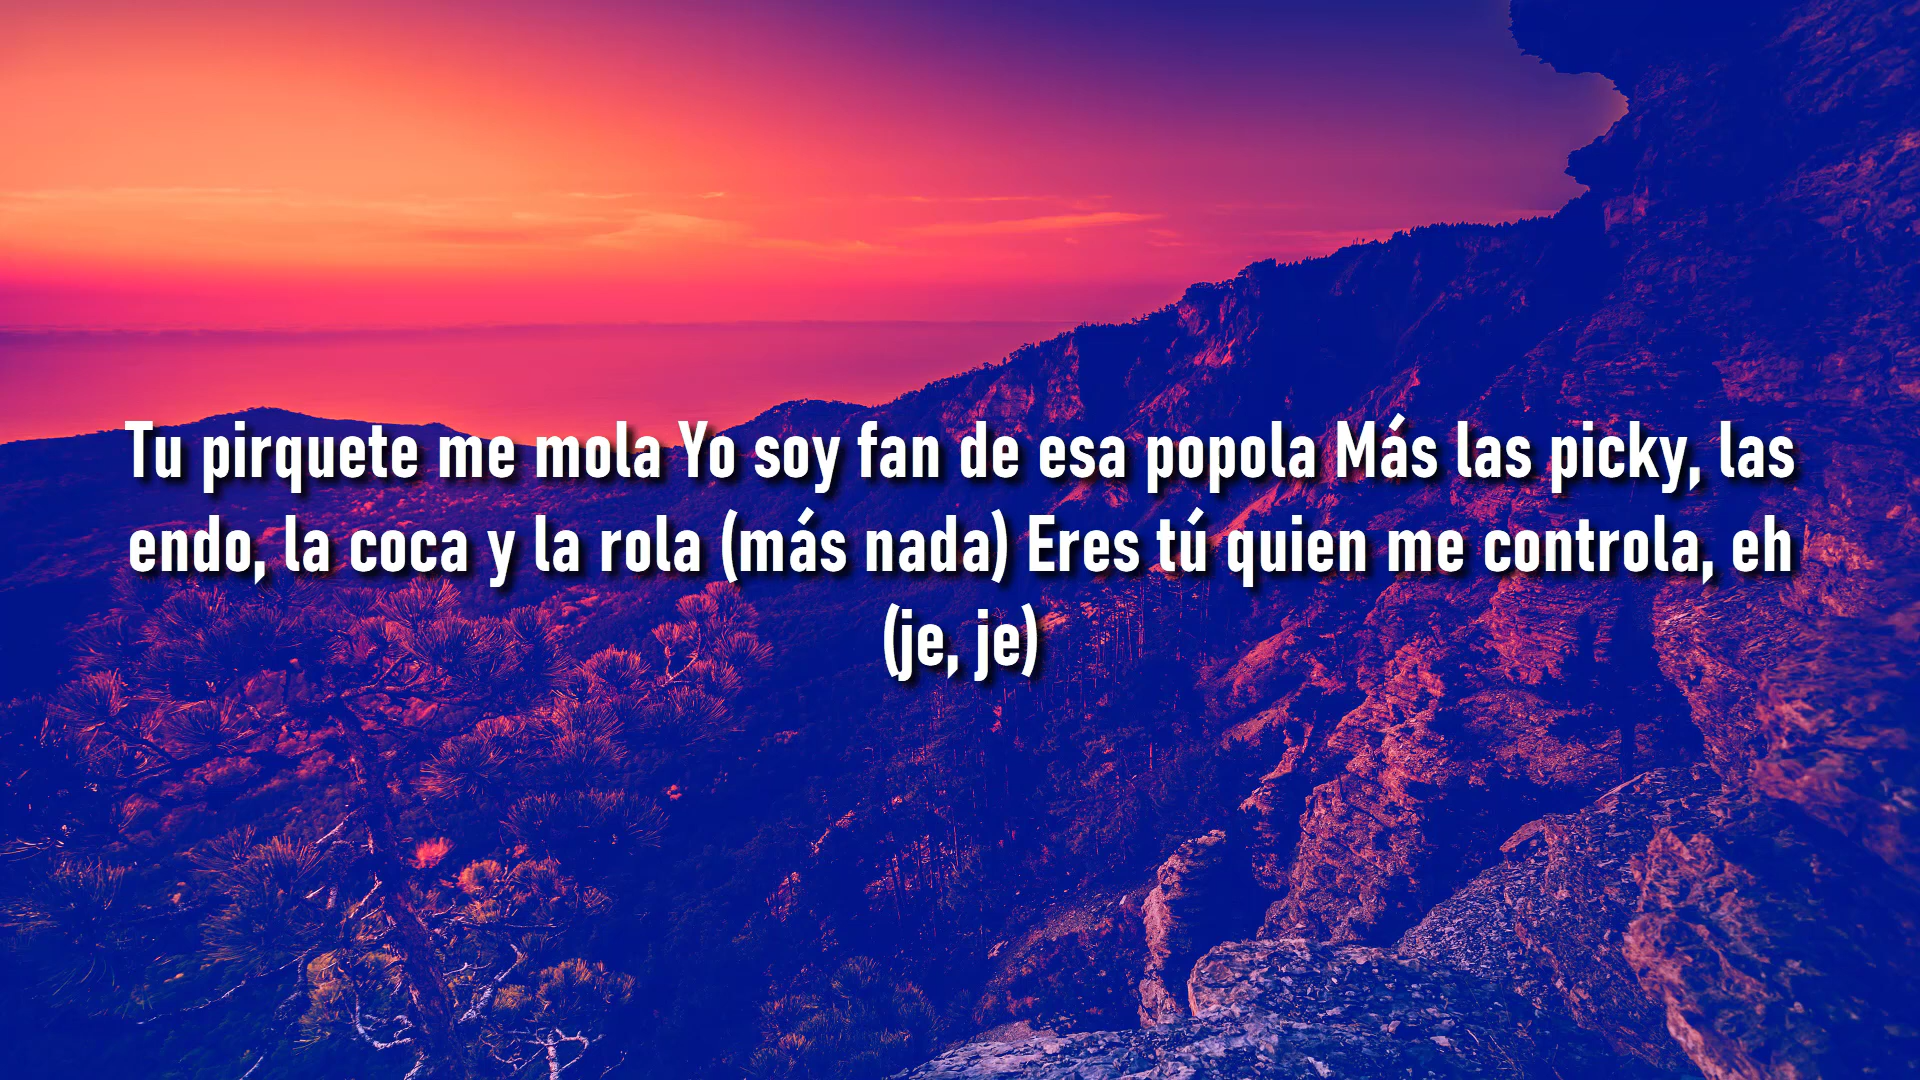 Tu pirquete me mola Yo soy fan de esa popola Más las picky, las
endo, la coca y la rola (más nada) Eres tú quien me controla, eh
(je, je)